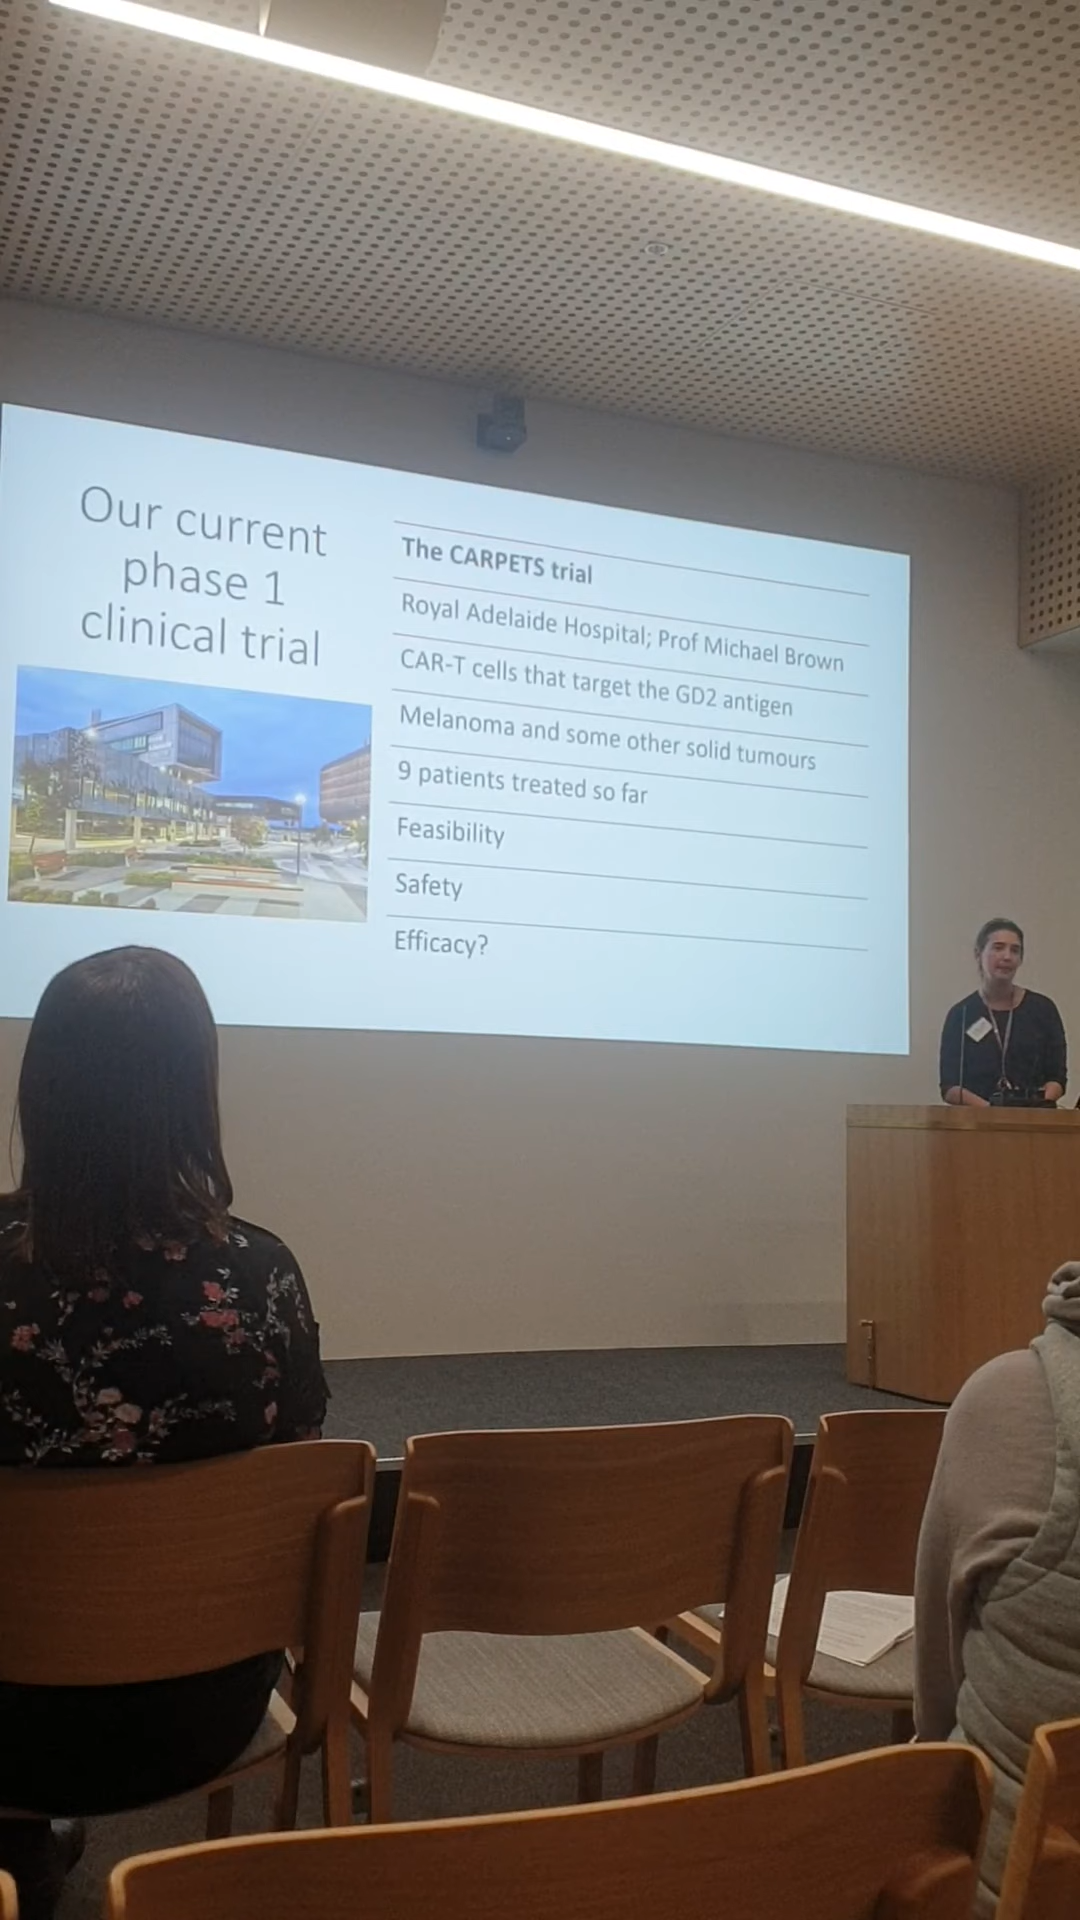 Our current
phase 1
clinical trial
The CARPETS trial
Royal Adelaide Hospital; Prof Michael Brown
CAR-T cells that target the GD2 antigen
Melanoma and some other solid tumours
9 patients treated so far
Feasibility
Safety
Efficacy?